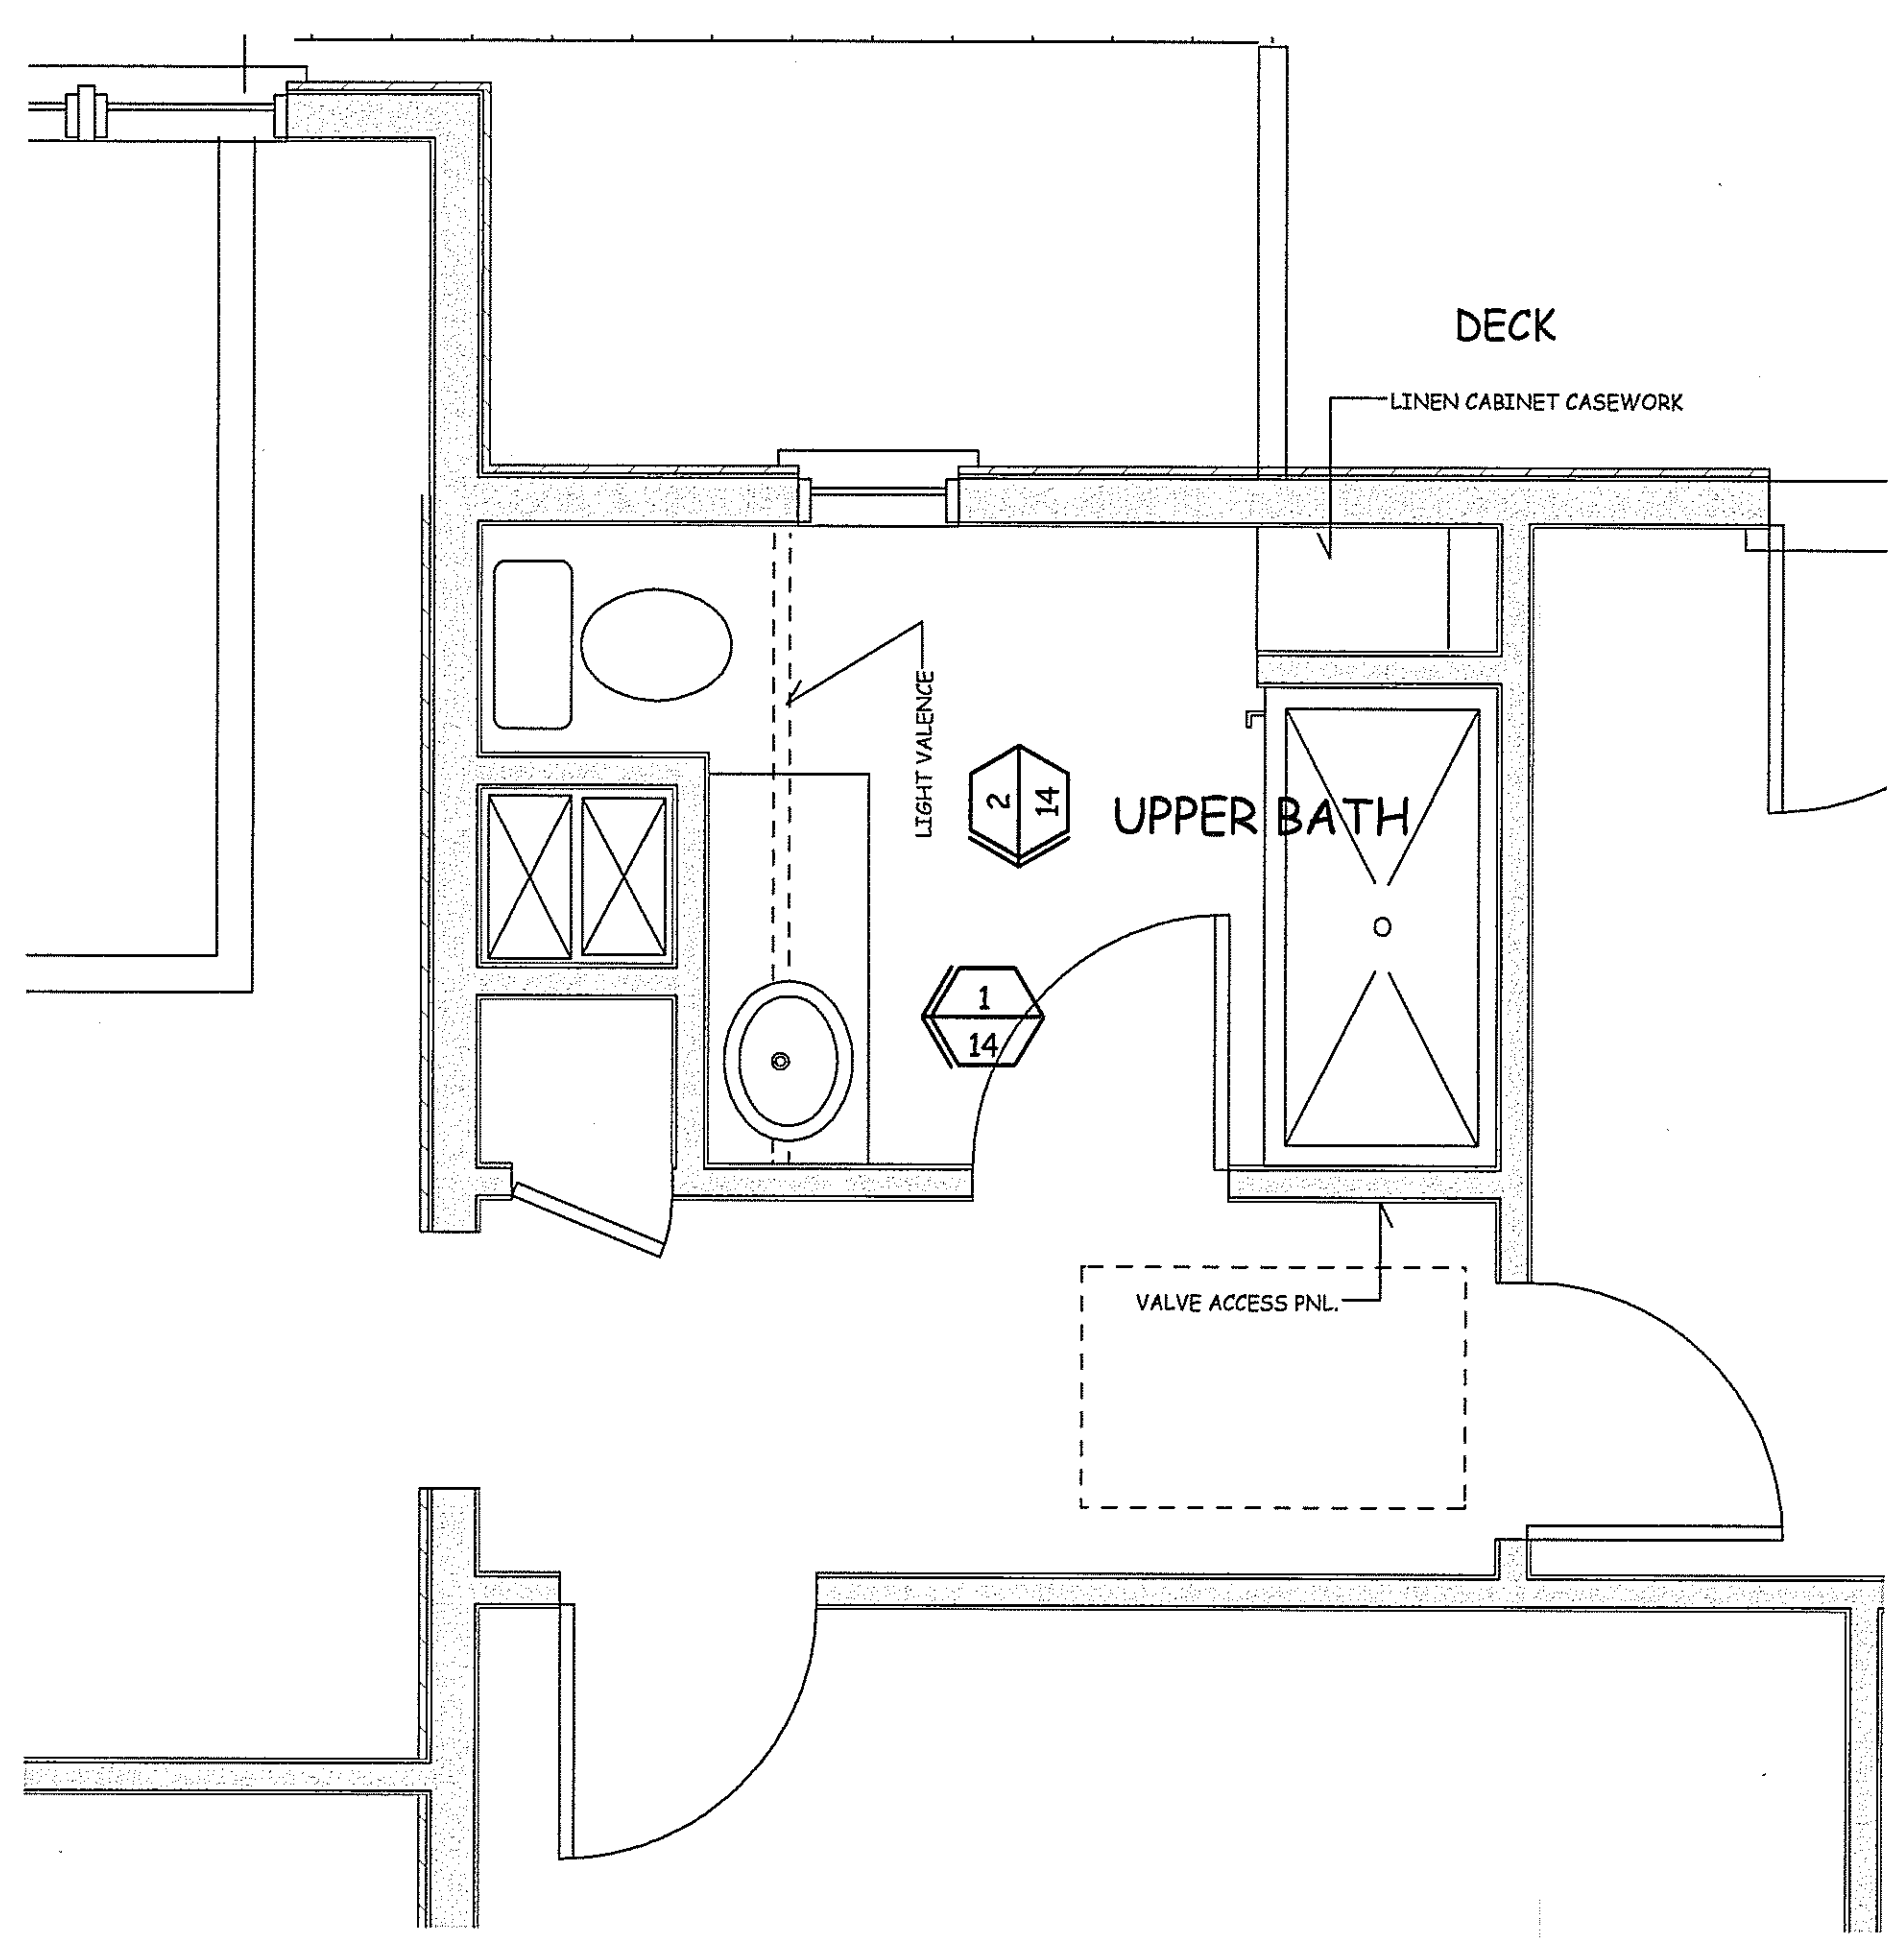 DECK
LINEN CABINET CASEWORK
LIGHT VALENCE
2
14
UPPER BATH
1
14
VALVE ACCESS PNL.